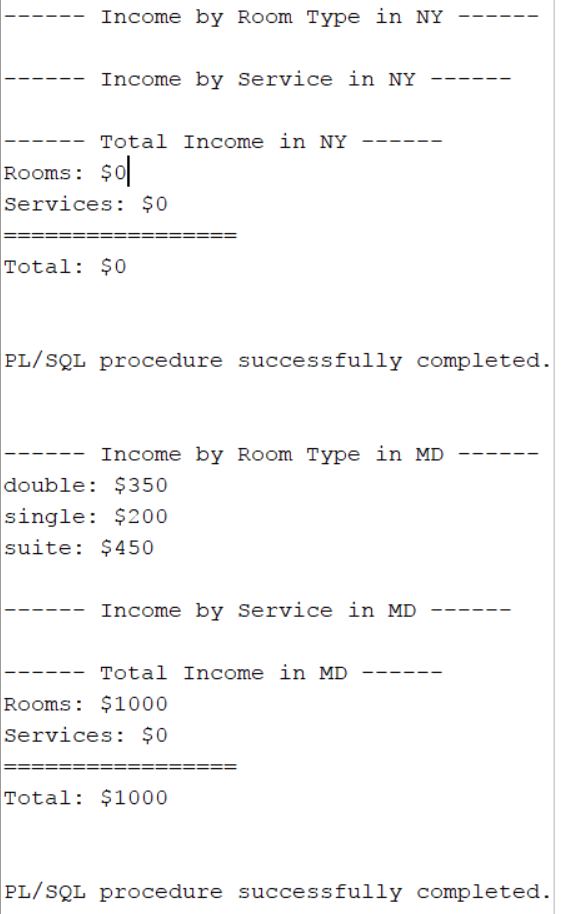 ------ Income by Room Type in NY ------
------ Income by Service in NY ------
------ Total Income in NY ------
Rooms: $0
Services: $0
=================
Total: $0
PL/SQL procedure successfully completed.
------ Income by Room Type in MD ------
double: $350
single: $200
suite: $450
------ Income by Service in MD ------
------ Total Income in MD ------
Rooms: $1000
Services: $0
=================
Total: $1000
PL/SQL procedure successfully completed.